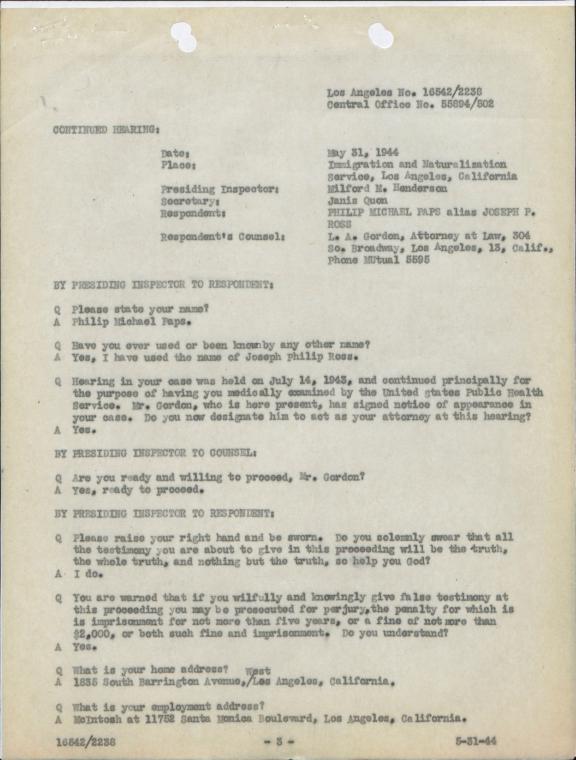 Los Angeles No. 16542/2238
Central Office No. 55894/502
CONTINUED HEARING:
Date: May 31, 1944
Place: Immigration and Naturalization
Service, Los Angeles, California
Presiding Inspector: Milford M. Henderson
Secretary: Janis Quon
Respondent: PHILIP MICHAEL PAPS alias JOSEPH P.
ROSS
Respondent's Counsel: L. A. Gordon, Attorney at Law, 304
So. Broadway, Los Angeles, 13, Calif.,
Phone MUtual 5595
BY PRESIDING INSPECTOR TO RESPONDENT:
Q Please state your name?
A Philip Michael Paps.
Q Have you ever used or been knownby any other name?
A Yes, I have used the name of Joseph Philip Ross.
Q Hearing in your case was held on July 14, 1943, and continued principally for
the purpose of having you medically examined by the United states Public Health
Service. Mr. Gordon, who is here present, has signed notice of appearance in
your case. Do you now designate him to act as your attorney at this hearing?
A Yes.
BY PRESIDING INSPECTOR TO COUNSEL:
Q Are you ready and willing to proceed, Mr. Gordon?
A Yes, ready to proceed.
BY PRESIDING INSPECTOR TO RESPONDENT:
Q Please raise your right hand and be sworn. Do you solemnly swear that all
the testimony you are about to give in this proceeding will be the truth,
the whole truth, and nothing but the truth, so help you God?
A I do.
Q You are warned that if you wilfully and knowingly give false testimony at
this proceeding you may be prosecuted for perjury,the penalty for which is
is imprisonment for not more than five years, or a fine of not more than
$2,000, or both such fine and imprisonment. Do you understand?
A Yes.
Q What is your home address? West
A 1835 South Barrington Avenue,/Los Angeles, California.
Q What is your employment address?
A McIntosh at 11752 Santa Monica Boulevard, Los Angeles, California.
16542/2238 - 3 - 5-31-44